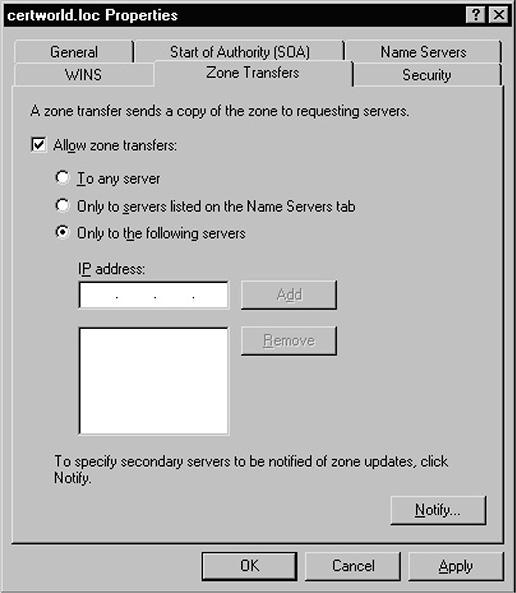 certworld.loc Properties
General
Start of Authority (SOA)
Name Servers
WINS
Zone Transfers
Security
A zone transfer sends a copy of the zone to requesting servers.
Allow zone transfers:
To any server
Only to servers listed on the Name Servers tab
Only to the following servers
IP address:
. . .
Add
Remove
To specify secondary servers to be notified of zone updates, click
Notify.
Notify...
OK
Cancel
Apply